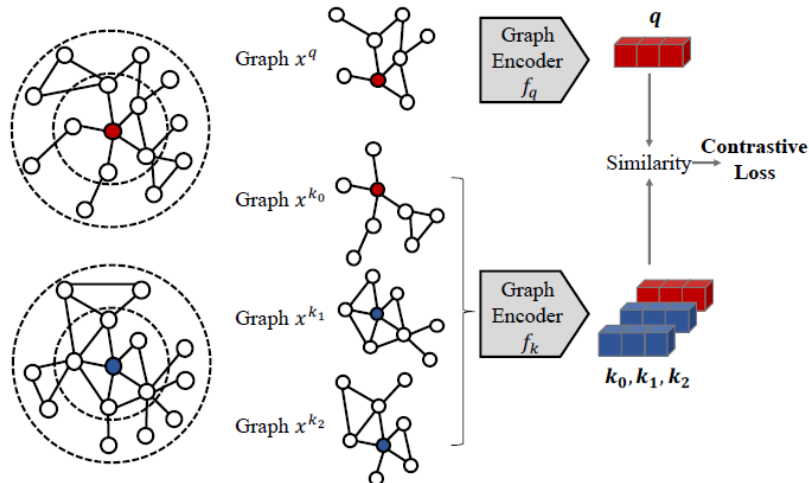 Graph x^q
Graph
Encoder
f_q
q
Similarity
Contrastive
Loss
Graph x^{k_0}
Graph x^{k_1}
Graph
Encoder
f_k
k_0, k_1, k_2
Graph x^{k_2}